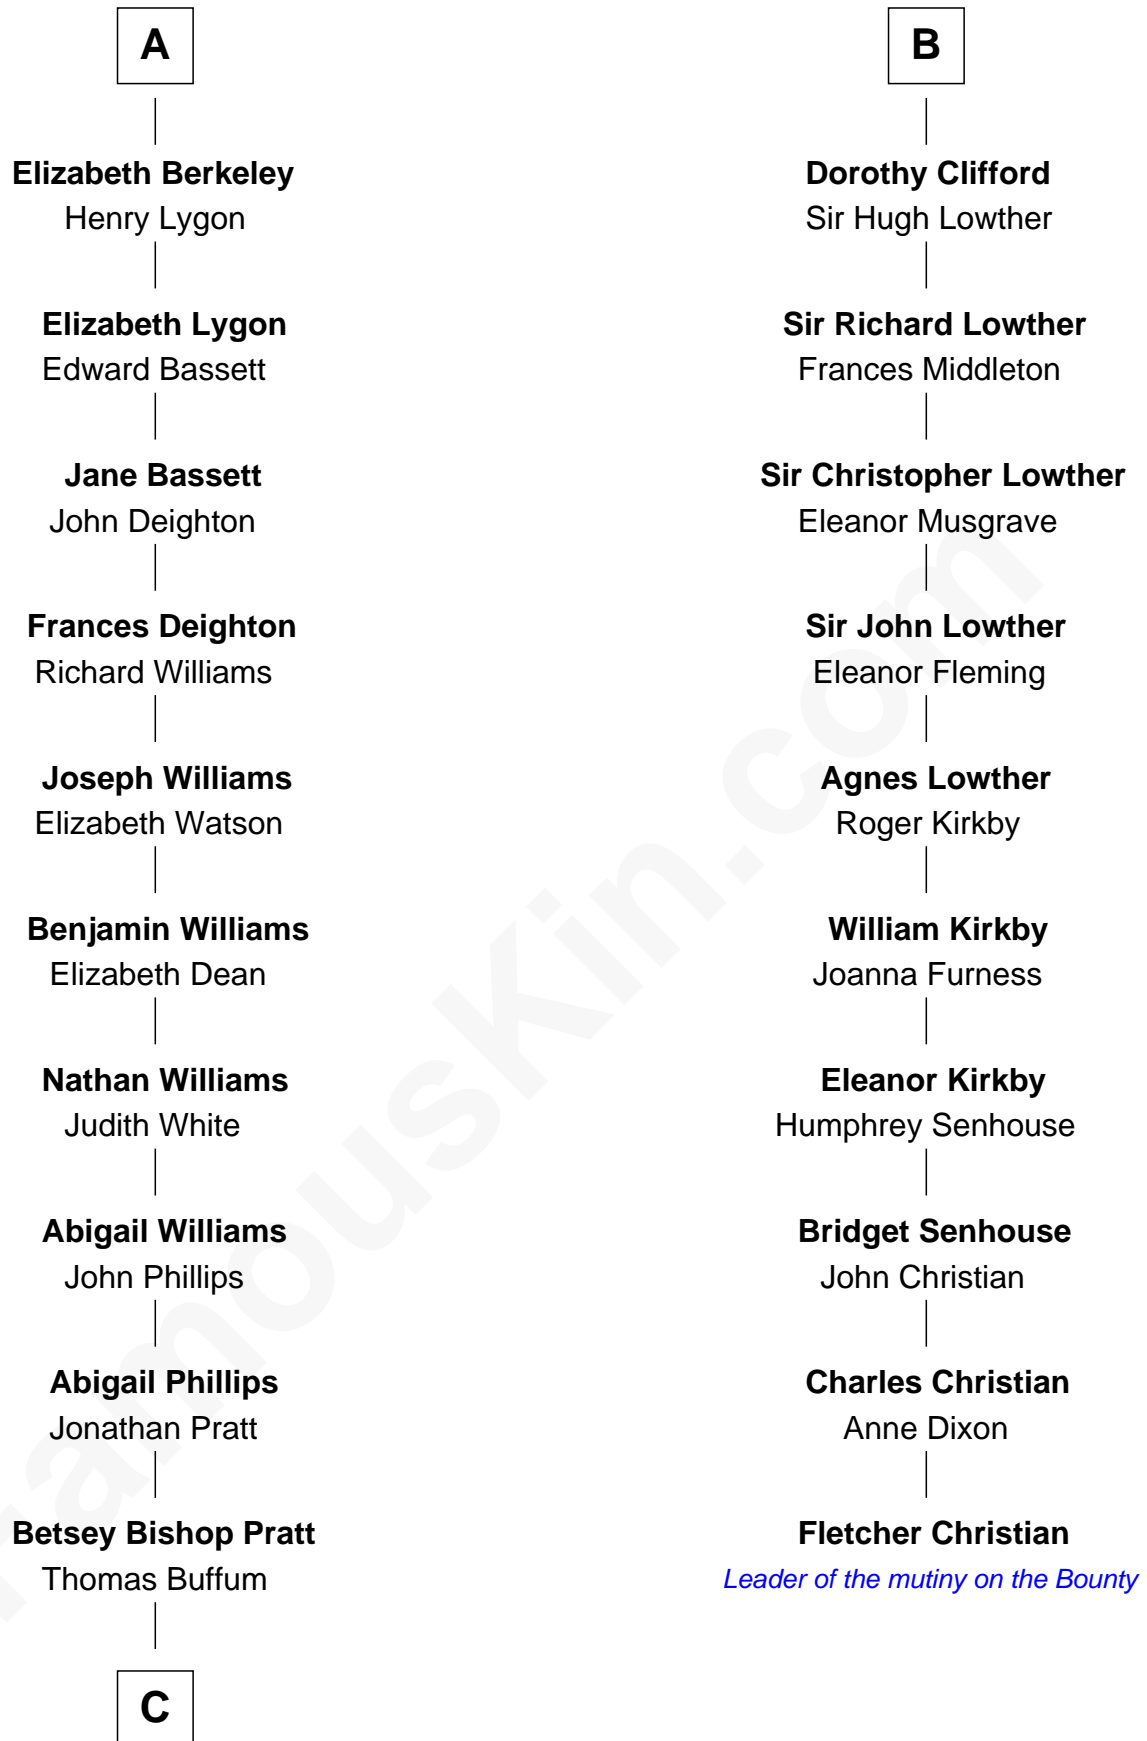 A
Elizabeth Berkeley
Henry Lygon
Elizabeth Lygon
Edward Bassett
Jane Bassett
John Deighton
Frances Deighton
Richard Williams
Joseph Williams
Elizabeth Watson
Benjamin Williams
Elizabeth Dean
Nathan Williams
Judith White
Abigail Williams
John Phillips
Abigail Phillips
Jonathan Pratt
Betsey Bishop Pratt
Thomas Buffum
C
B
Dorothy Clifford
Sir Hugh Lowther
Sir Richard Lowther
Frances Middleton
Sir Christopher Lowther
Eleanor Musgrave
Sir John Lowther
Eleanor Fleming
Agnes Lowther
Roger Kirkby
William Kirkby
Joanna Furness
Eleanor Kirkby
Humphrey Senhouse
Bridget Senhouse
John Christian
Charles Christian
Anne Dixon
Fletcher Christian
Leader of the mutiny on the Bounty
FamousKin.com